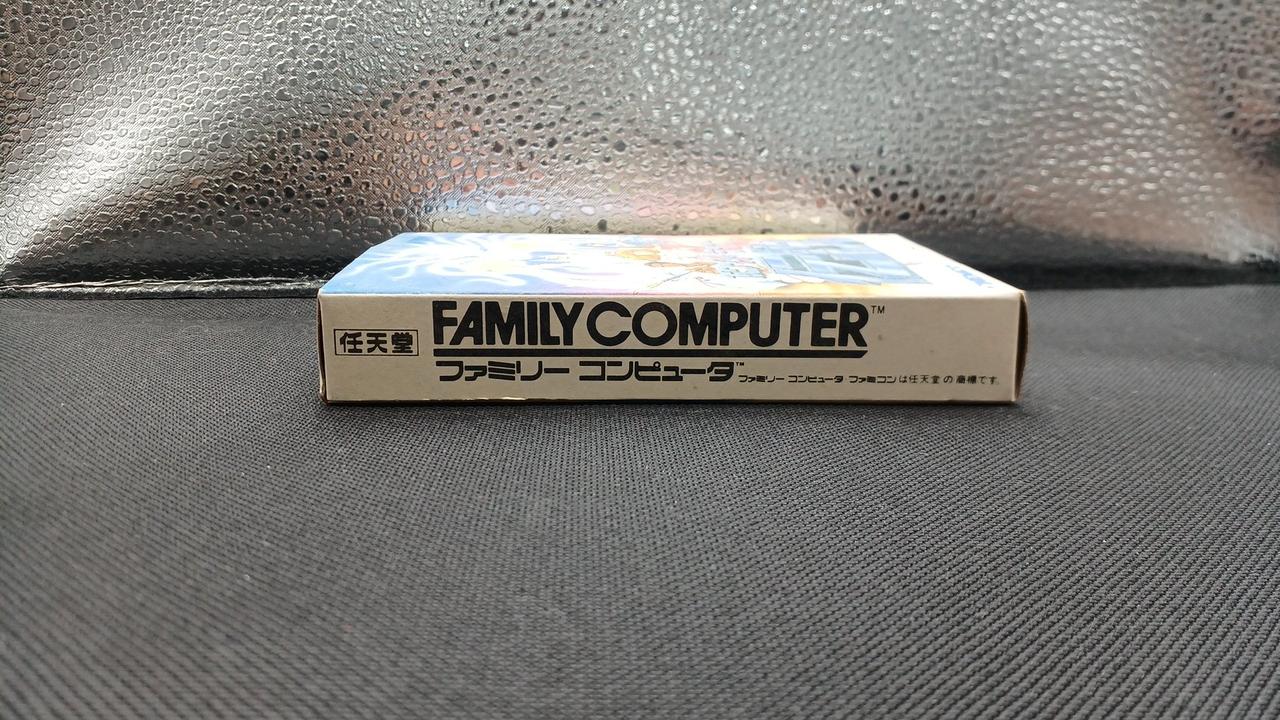 任天堂
FAMILY COMPUTER™
ファミリー コンピュータ™
ファミリー コンピュータ ファミコンは任天堂の商標です。